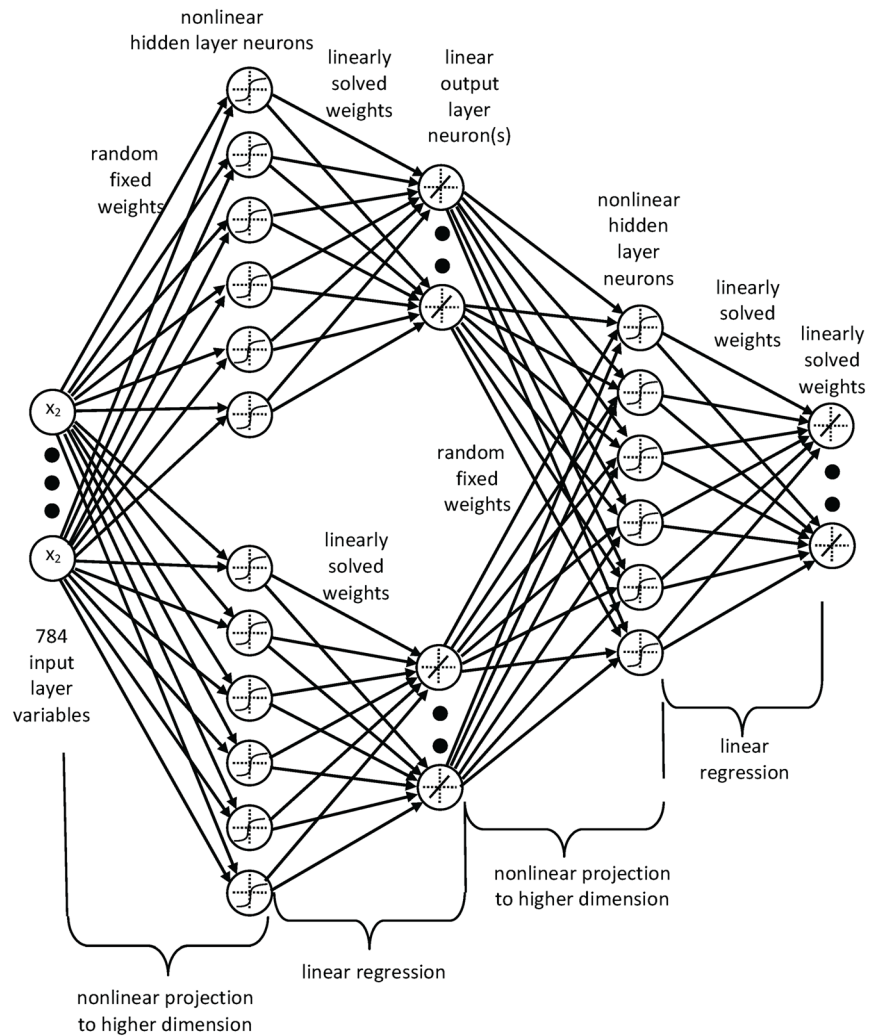 nonlinear
hidden layer neurons
linearly
solved
weights
linear
output
layer
neuron(s)
random
fixed
weights
nonlinear
hidden
layer
neurons
linearly
solved
weights
linearly
solved
weights
x₂
x₂
random
fixed
weights
linearly
solved
weights
784
input
layer
variables
linear
regression
nonlinear projection
to higher dimension
linear regression
nonlinear projection
to higher dimension